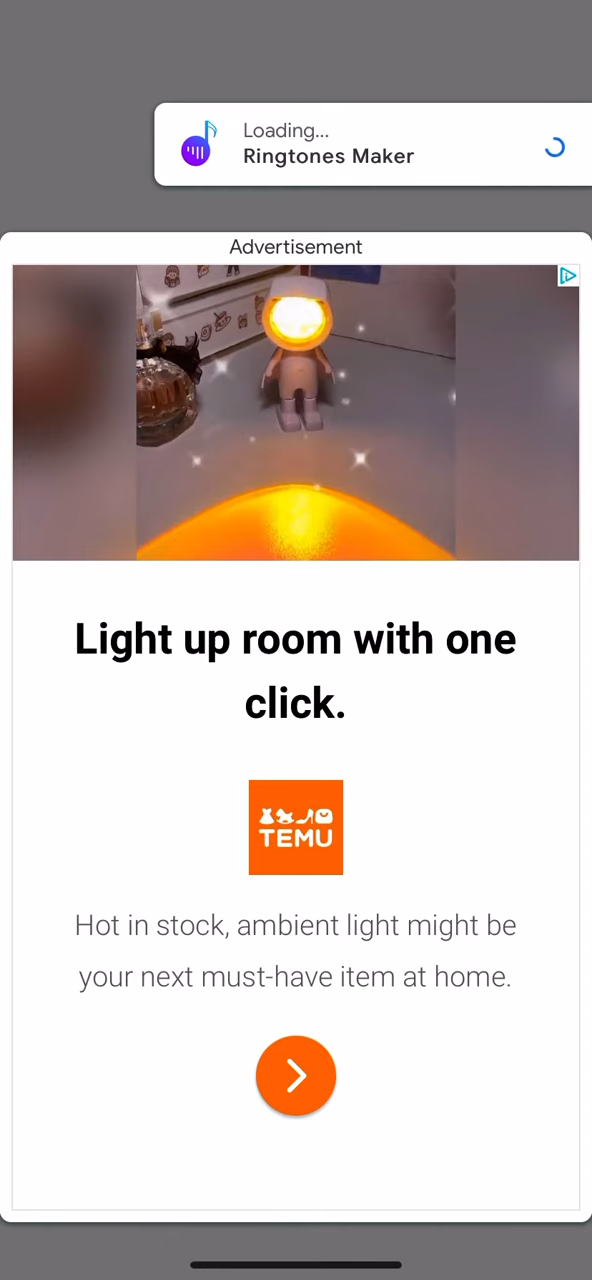 Loading...
Ringtones Maker
Advertisement
Light up room with one
click.
TEMU
Hot in stock, ambient light might be
your next must-have item at home.